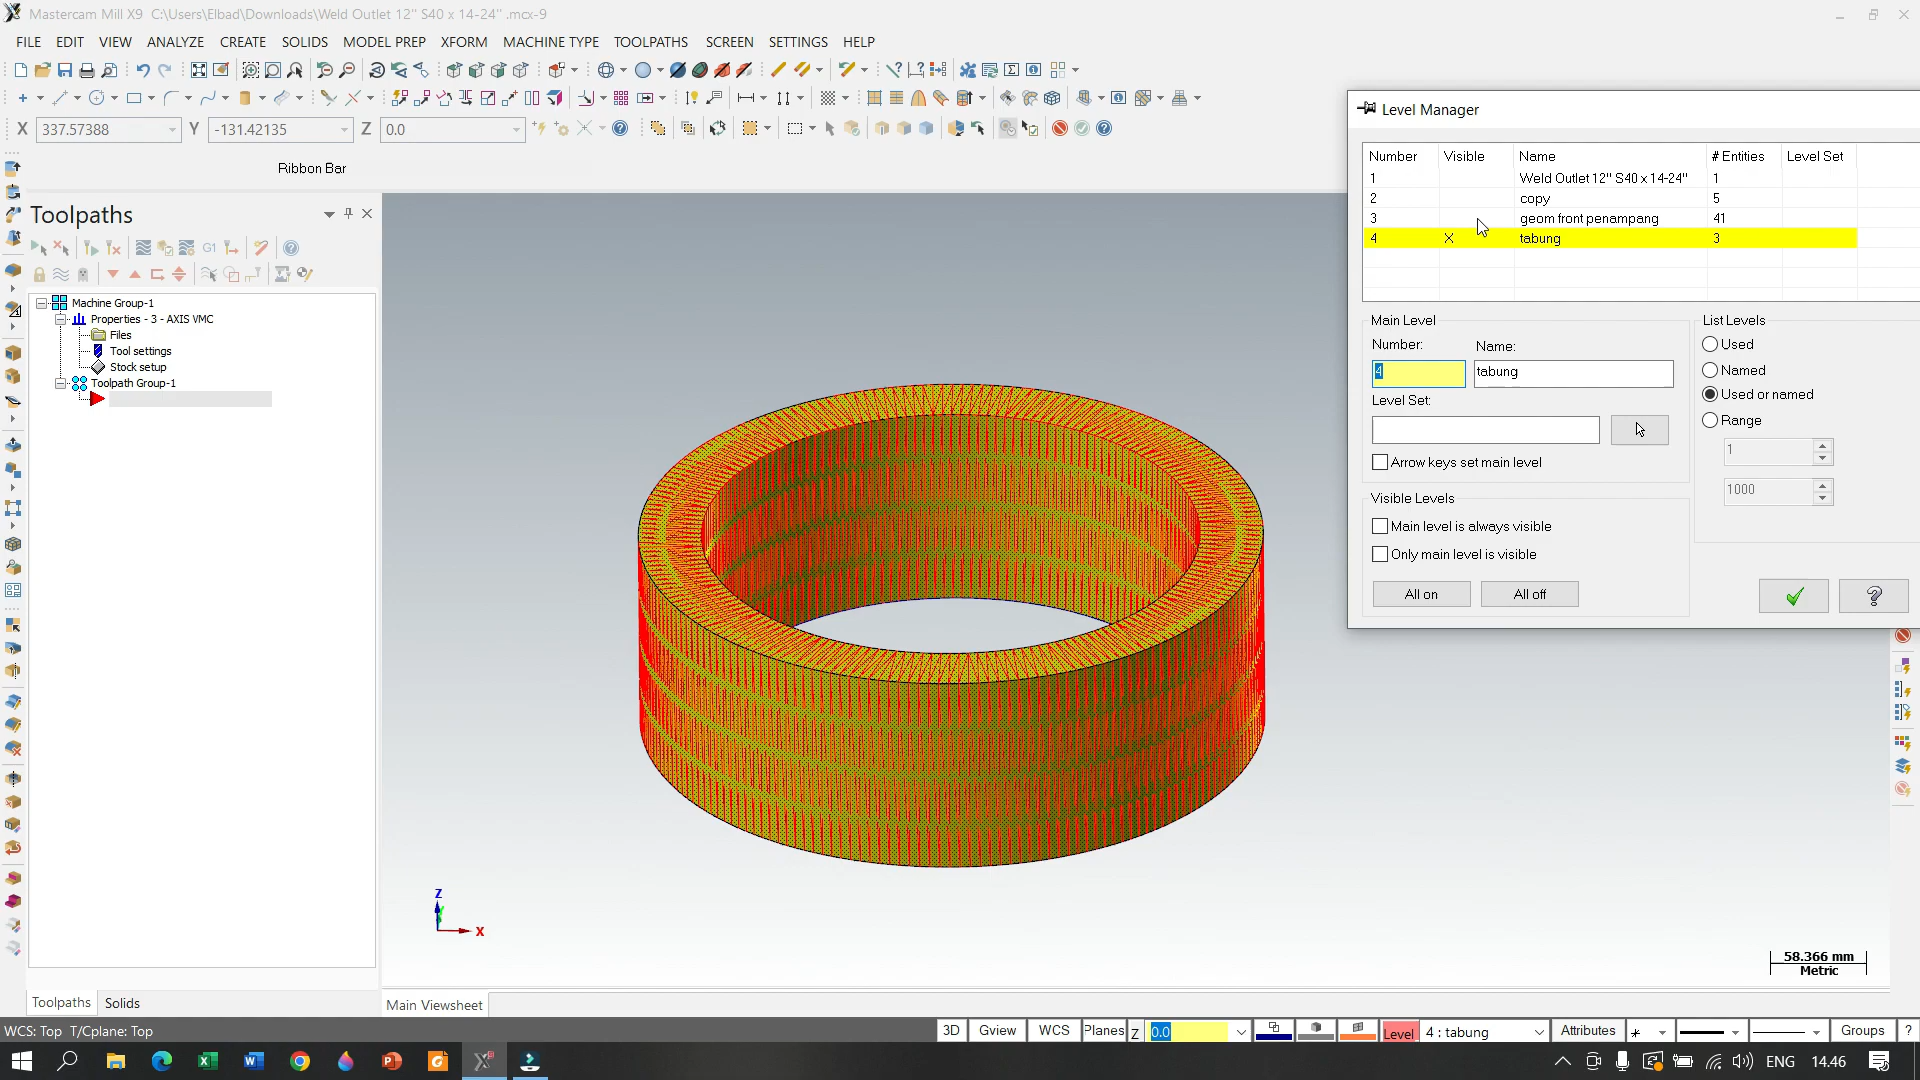 Mastercam Mill X9 C:\Users\Elbad\Downloads\Weld Outlet 12'' S40 x 14-24'' .mcx-9
FILE EDIT VIEW ANALYZE CREATE SOLIDS MODEL PREP XFORM MACHINE TYPE TOOLPATHS SCREEN SETTINGS HELP
X 337.57388 Y -131.42135 Z 0.0
Ribbon Bar
Toolpaths
G1
Machine Group-1
Properties - 3 - AXIS VMC
Files
Tool settings
Stock setup
Toolpath Group-1
Level Manager
Number Visible Name # Entities Level Set
1 Weld Outlet 12'' S40 x 14-24'' 1
2 copy 5
3 geom front penampang 41
4 X tabung 3
Main Level
Number: Name:
4 tabung
Level Set:
Arrow keys set main level
Visible Levels
Main level is always visible
Only main level is visible
All on All off
List Levels
Used
Named
Used or named
Range
1
1000
Z
X
58.366 mm
Metric
Toolpaths Solids
Main Viewsheet
WCS: Top T/Cplane: Top
3D Gview WCS Planes Z 0.0 Level 4 : tabung Attributes Groups ?
ENG 14.46